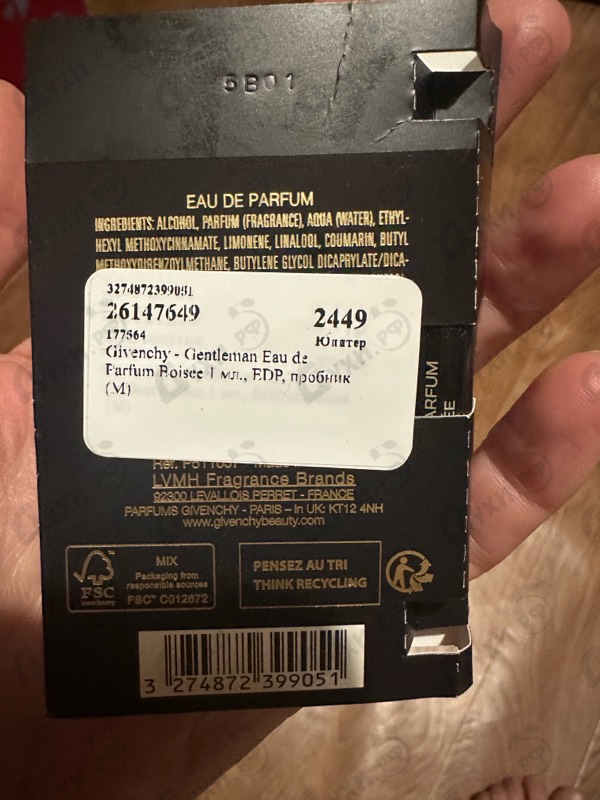 5B01
EAU DE PARFUM
INGREDIENTS: ALCOHOL, PARFUM (FRAGRANCE), AQUA (WATER), ETHYL-
HEXYL METHOXYCINNAMATE, LIMONENE, LINALOOL, COUMARIN, BUTYL
METHOXYDIBENZOYLMETHANE, BUTYLENE GLYCOL DICAPRYLATE/DICA-
3274872399051
26147649
2449
177564
Юпитер
Givenchy - Gentleman Eau de
Parfum Boisee 1 мл., EDP, пробник
(M)
ARFUM
EE
LVMH Fragrance Brands
92300 LEVALLOIS PERRET - FRANCE
PARFUMS GIVENCHY - PARIS – In UK: KT12 4NH
www.givenchybeauty.com
FSC
MIX
Packaging from
responsible sources
FSC® C012672
PENSEZ AU TRI
THINK RECYCLING
3 274872 399051